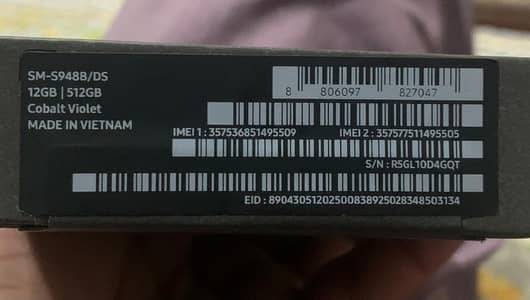 SM-S948B/DS
12GB | 512GB
Cobalt Violet
MADE IN VIETNAM
8 806097 827047
IMEI 1 : 357536851495509 IMEI 2 : 357577511495505
S/N : R5GL10D4GQT
EID : 89043051202500838925028348503134